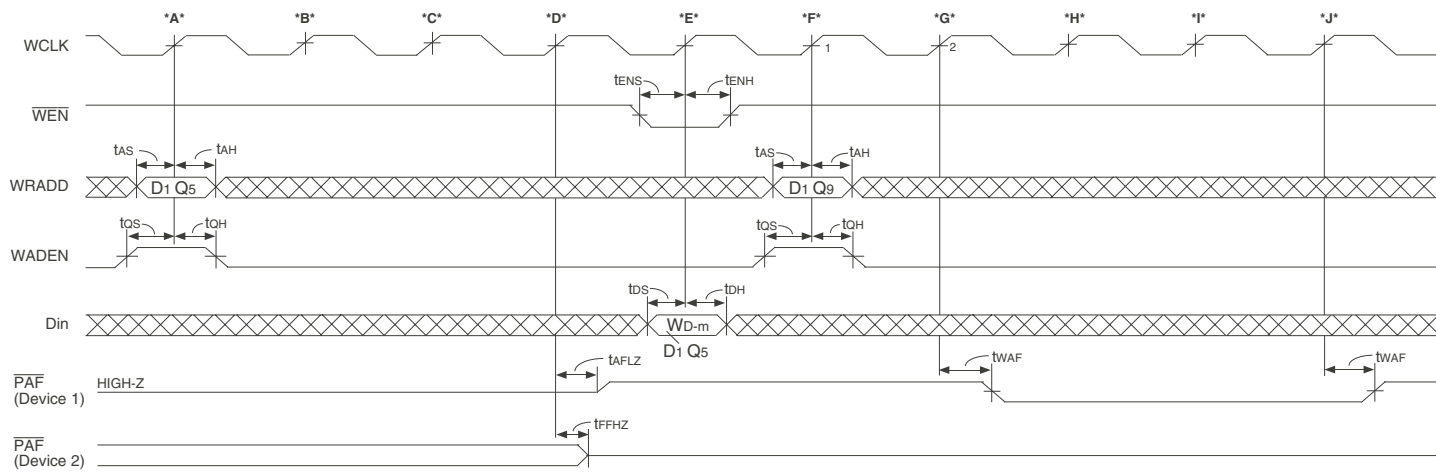 *A* *B* *C* *D* *E* *F* *G* *H* *I* *J*
WCLK 1 2
tENS tENH
WEN
tAS tAH tAS tAH
WRADD D1 Q5 D1 Q9
tQS tQH tQS tQH
WADEN
tDS tDH
Din WD-m
D1 Q5
tAFLZ tWAF tWAF
PAF HIGH-Z
(Device 1)
tFFHZ
PAF
(Device 2)